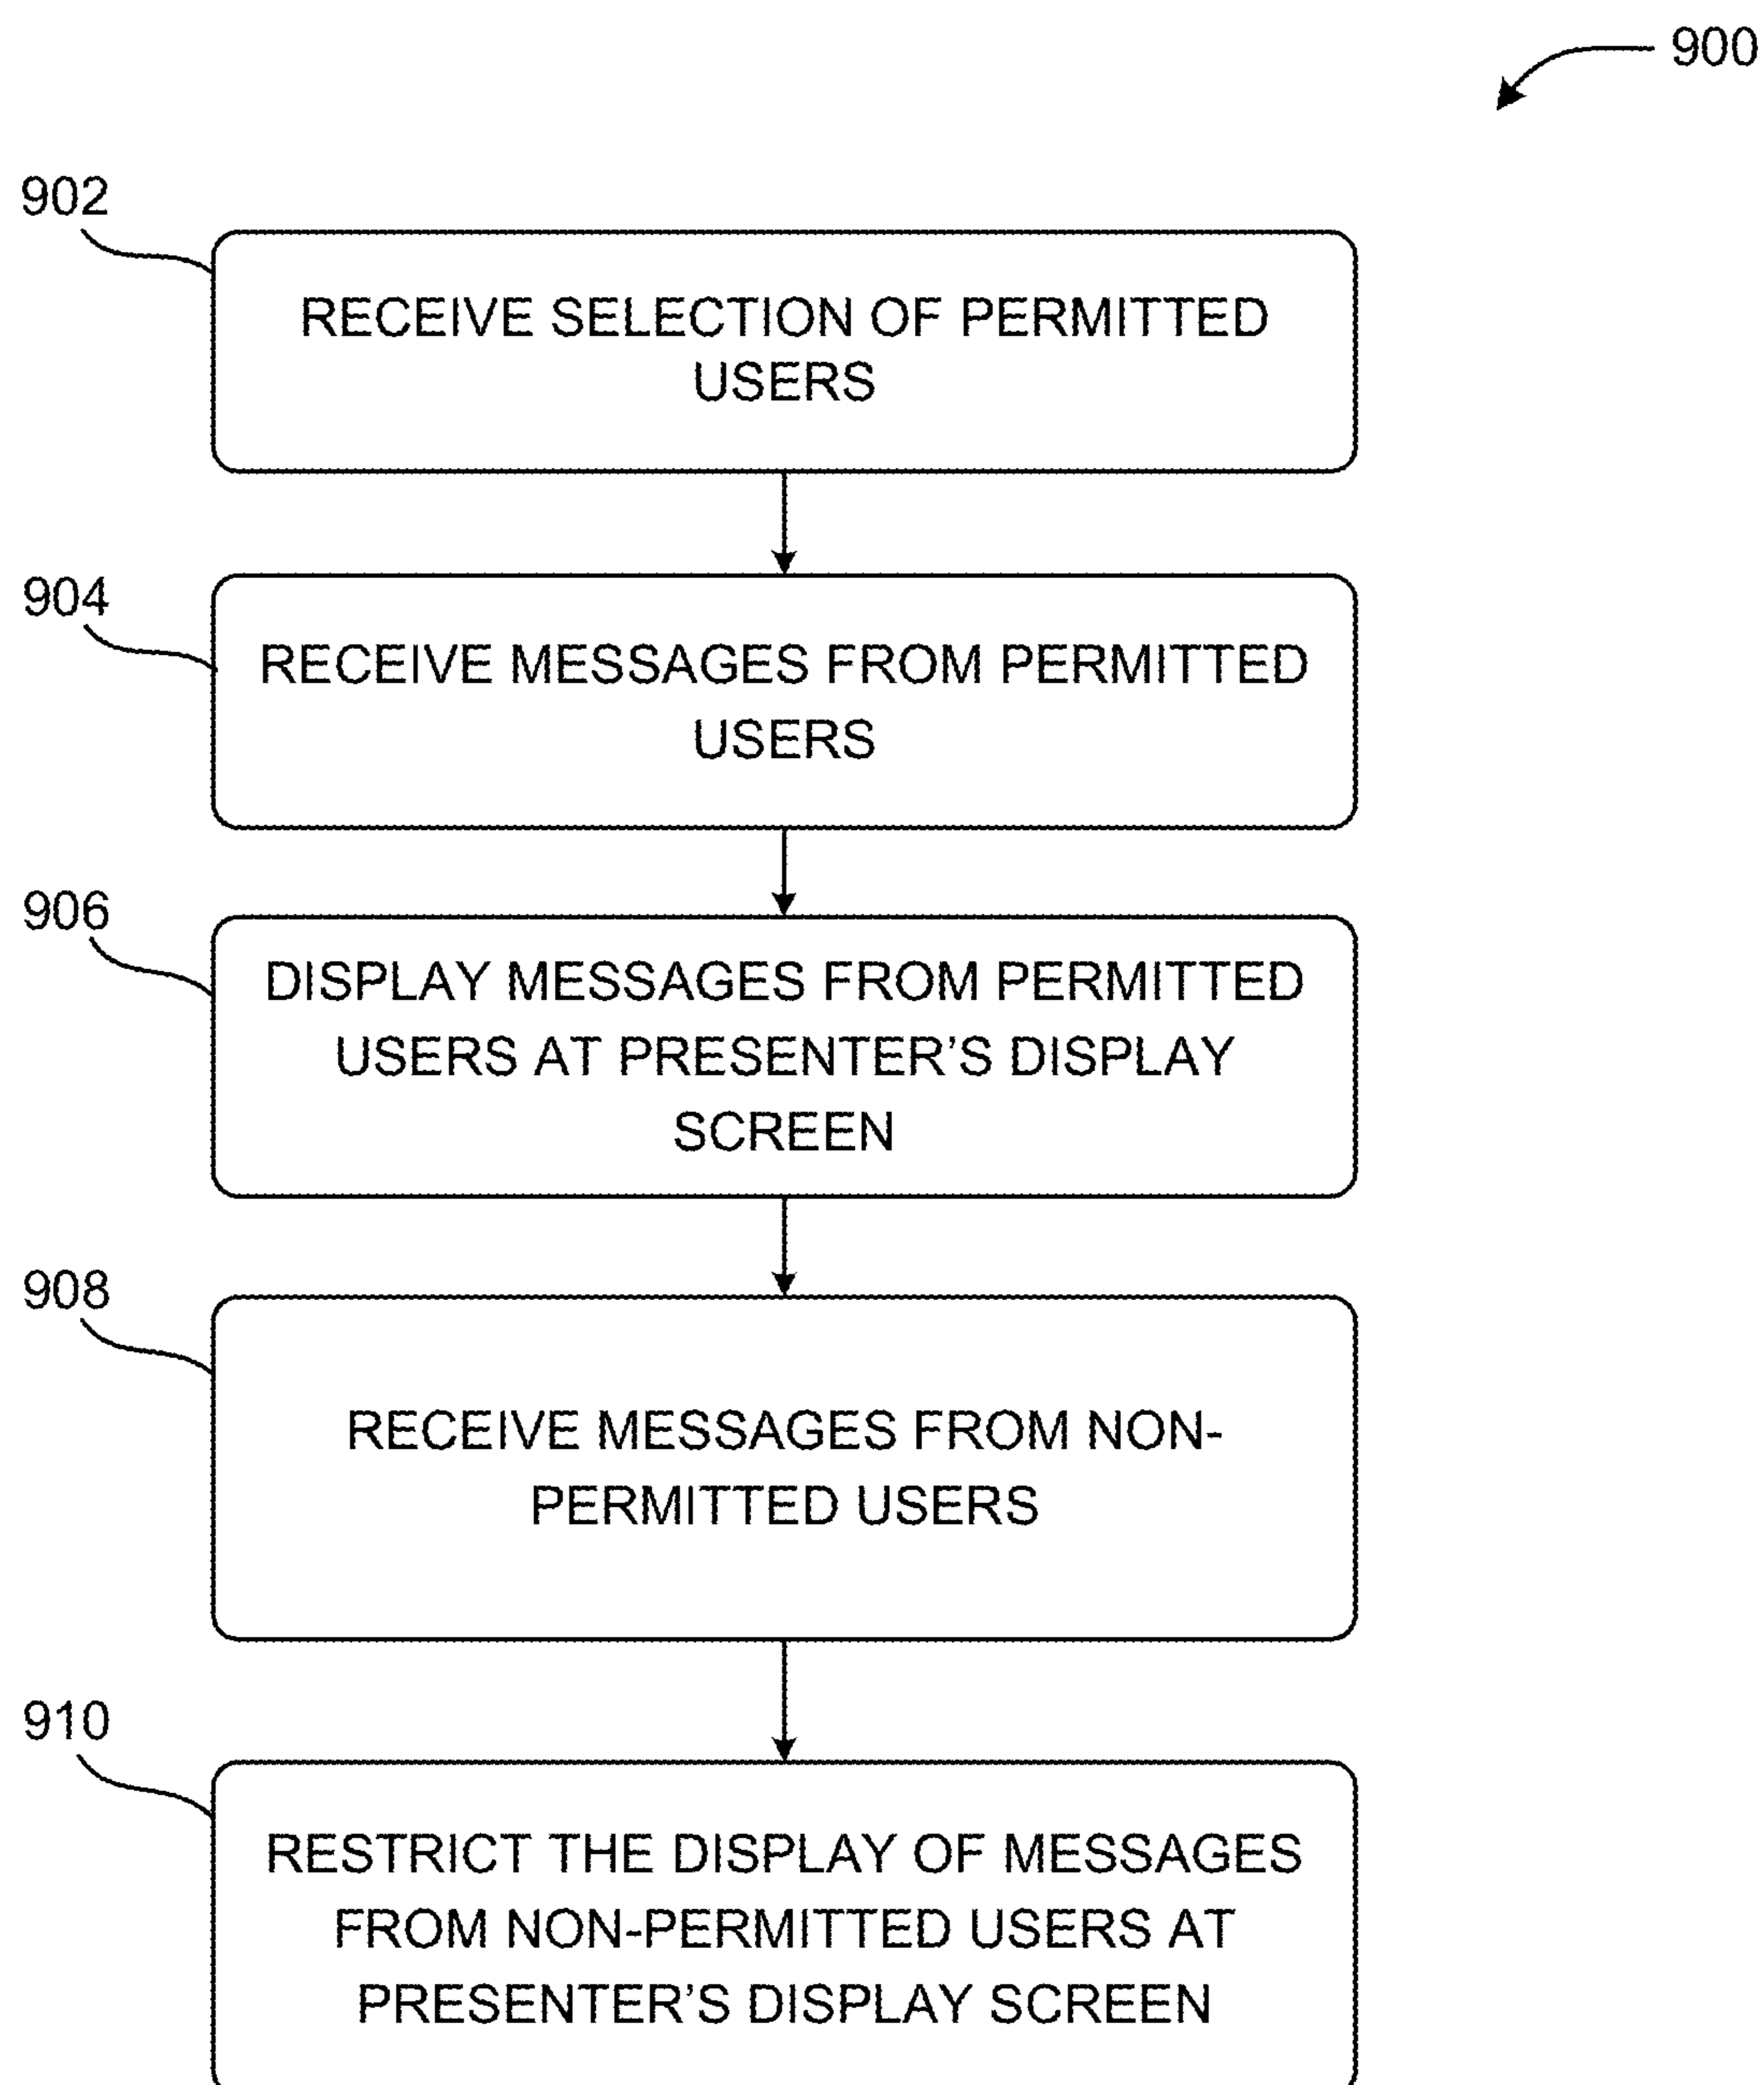 900
902
RECEIVE SELECTION OF PERMITTED
USERS
904
RECEIVE MESSAGES FROM PERMITTED
USERS
906
DISPLAY MESSAGES FROM PERMITTED
USERS AT PRESENTER’S DISPLAY
SCREEN
908
RECEIVE MESSAGES FROM NON-
PERMITTED USERS
910
RESTRICT THE DISPLAY OF MESSAGES
FROM NON-PERMITTED USERS AT
PRESENTER’S DISPLAY SCREEN